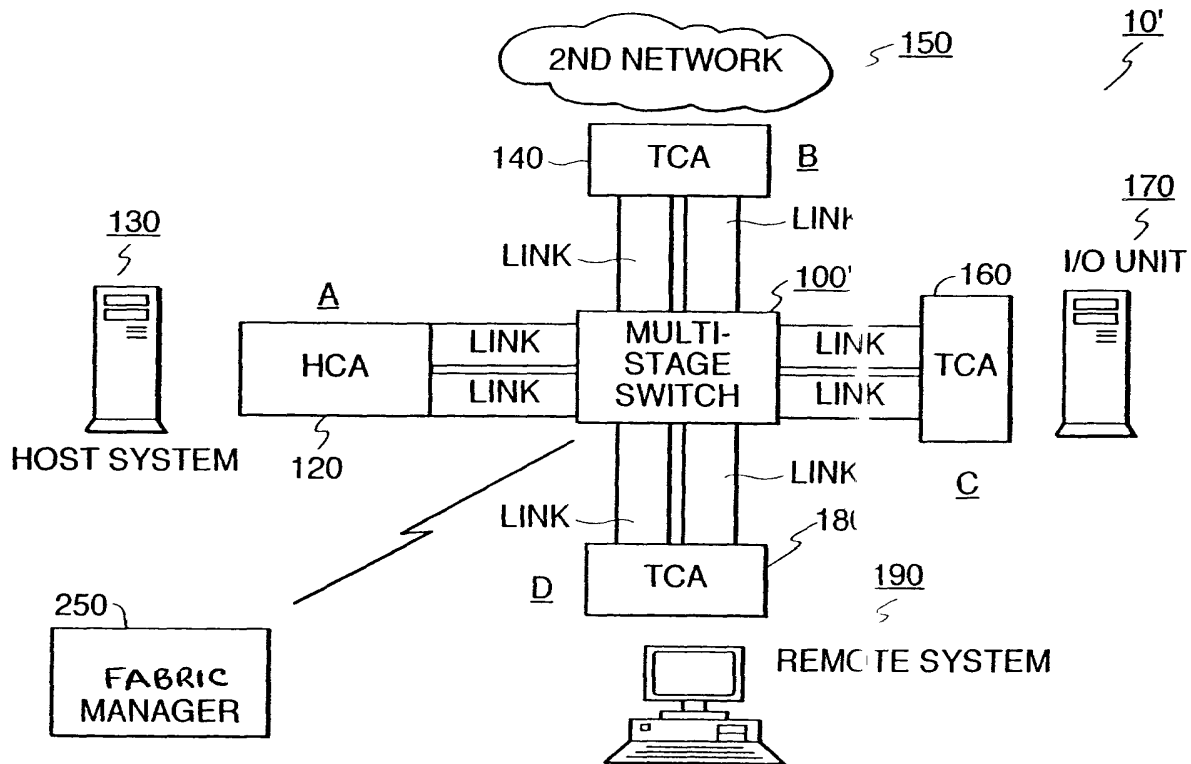 10'
2ND NETWORK
150
140
TCA
B
170
130
LINK
LINK
I/O UNIT
160
100'
A
HCA
LINK
LINK
MULTI-
STAGE
SWITCH
LINK
LINK
TCA
HOST SYSTEM
120
LINK
C
LINK
D
TCA
190
250
FABRIC
MANAGER
REMOTE SYSTEM